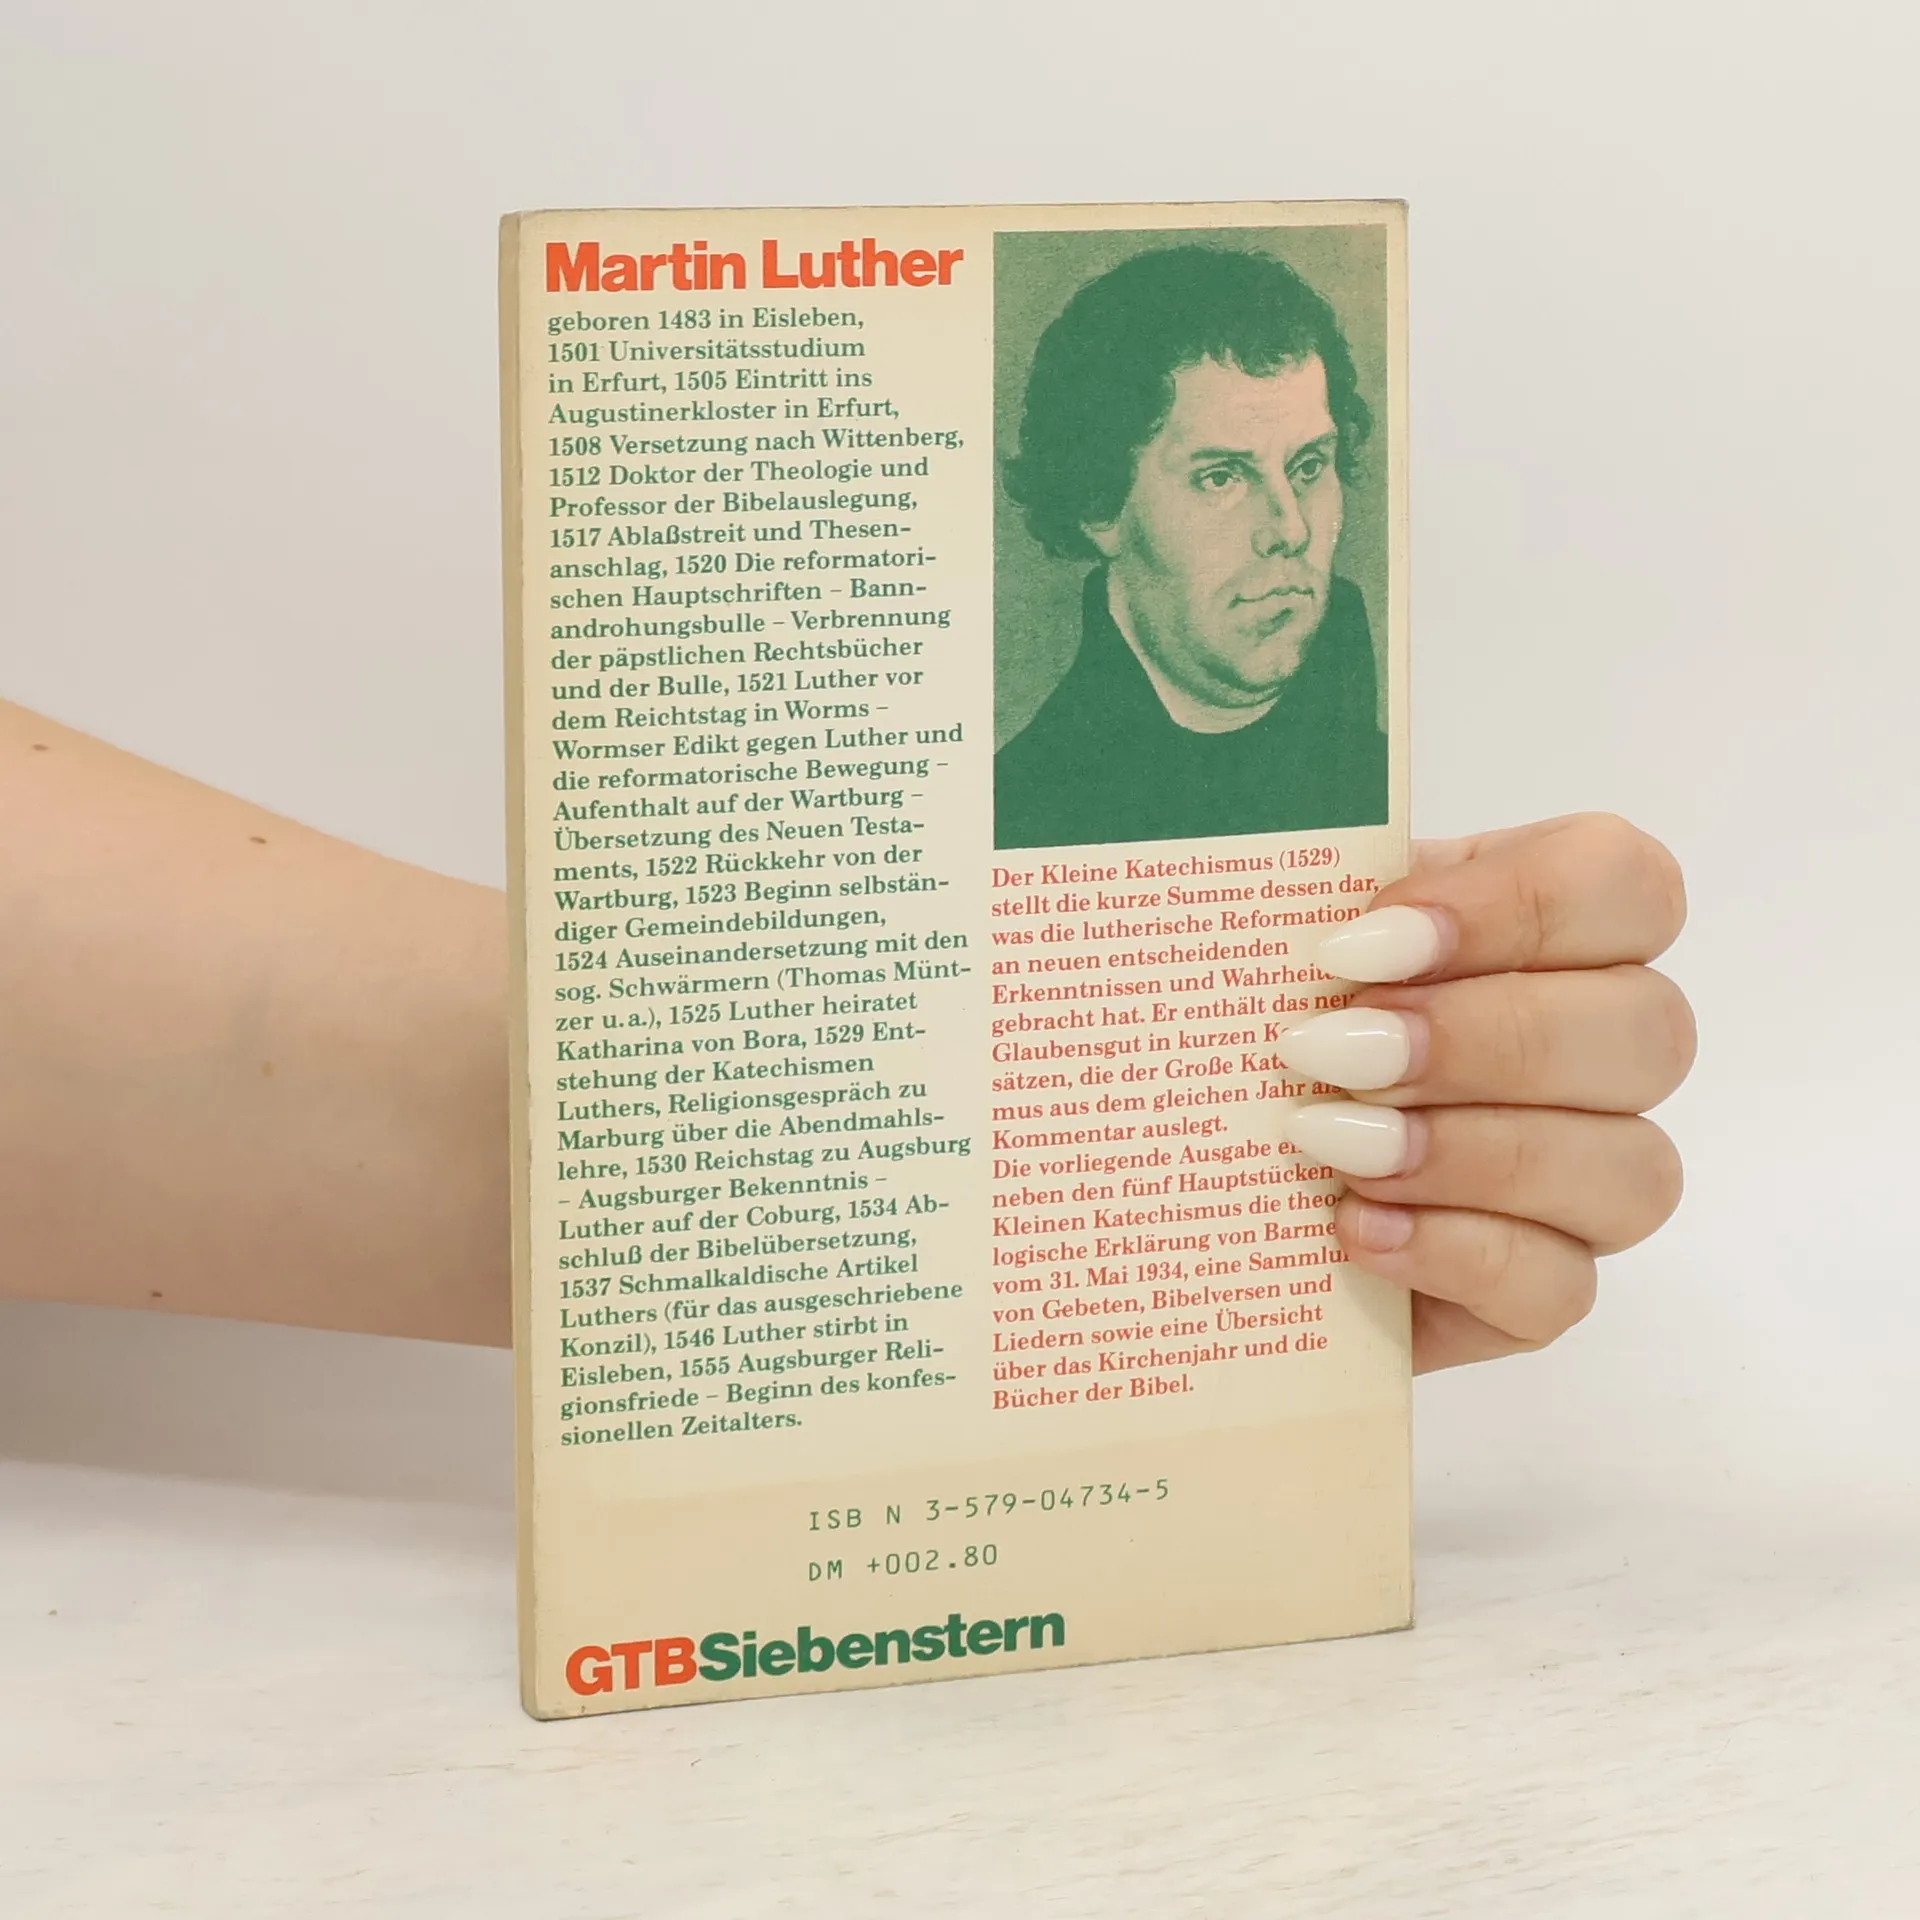 Martin Luther
geboren 1483 in Eisleben,
1501 Universitätsstudium
in Erfurt, 1505 Eintritt ins
Augustinerkloster in Erfurt,
1508 Versetzung nach Wittenberg,
1512 Doktor der Theologie und
Professor der Bibelauslegung,
1517 Ablaßstreit und Thesen-
anschlag, 1520 Die reformatori-
schen Hauptschriften – Bann-
androhungsbulle – Verbrennung
der päpstlichen Rechtsbücher
und der Bulle, 1521 Luther vor
dem Reichtstag in Worms –
Wormser Edikt gegen Luther und
die reformatorische Bewegung –
Aufenthalt auf der Wartburg –
Übersetzung des Neuen Testa-
ments, 1522 Rückkehr von der
Wartburg, 1523 Beginn selbstän-
diger Gemeindebildungen,
1524 Auseinandersetzung mit den
sog. Schwärmern (Thomas Münt-
zer u.a.), 1525 Luther heiratet
Katharina von Bora, 1529 Ent-
stehung der Katechismen
Luthers, Religionsgespräch zu
Marburg über die Abendmahls-
lehre, 1530 Reichstag zu Augsburg
– Augsburger Bekenntnis –
Luther auf der Coburg, 1534 Ab-
schluß der Bibelübersetzung,
1537 Schmalkaldische Artikel
Luthers (für das ausgeschriebene
Konzil), 1546 Luther stirbt in
Eisleben, 1555 Augsburger Reli-
gionsfriede – Beginn des konfes-
sionellen Zeitalters.
Der Kleine Katechismus (1529)
stellt die kurze Summe dessen dar,
was die lutherische Reformation
an neuen entscheidenden
Erkenntnissen und
gebracht hat. Er enthält das
Glaubensgut in kurzen
sätzen, die der Große
mus aus dem gleichen Jahr als
Kommentar auslegt.
Die vorliegende Ausgabe
neben den fünf Hauptstücken
Kleinen Katechismus die theo-
logische Erklärung von
vom 31. Mai 1934, eine
von Gebeten, Bibelversen und
Liedern sowie eine Übersicht
über das Kirchenjahr und die
Bücher der Bibel.
ISB N 3-579-04734-5
DM +002.80
GTBSiebenstern